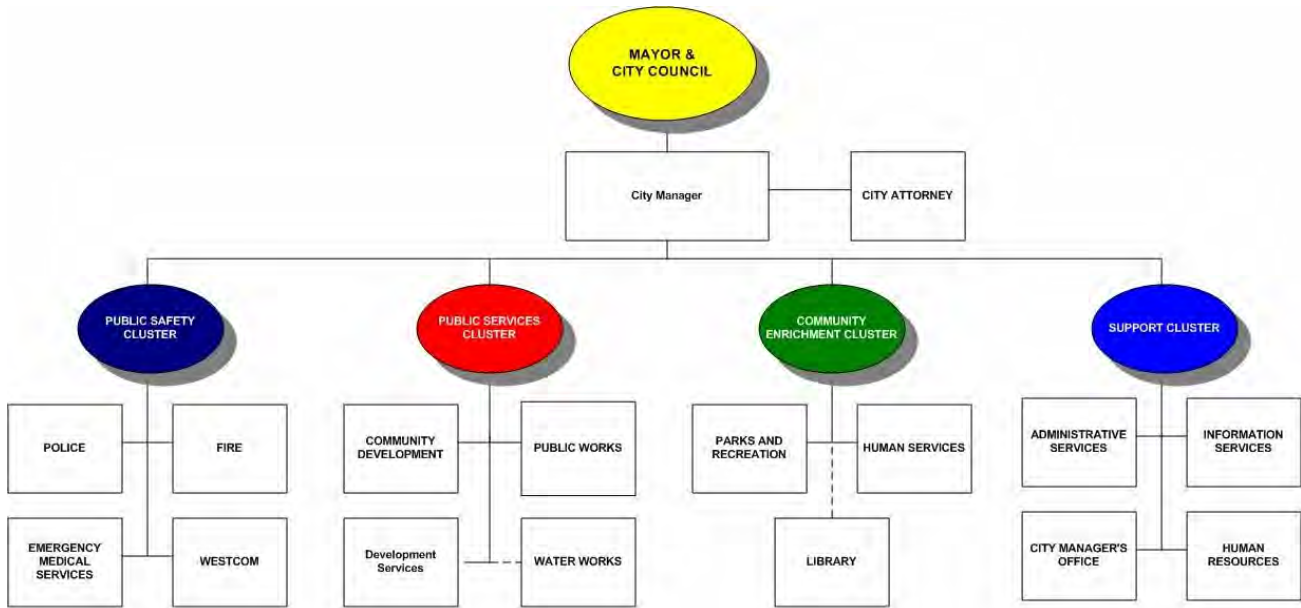 MAYOR &
CITY COUNCIL
City Manager
CITY ATTORNEY
PUBLIC SAFETY
CLUSTER
PUBLIC SERVICES
CLUSTER
COMMUNITY
ENRICHMENT CLUSTER
SUPPORT CLUSTER
POLICE
FIRE
COMMUNITY
DEVELOPMENT
PUBLIC WORKS
PARKS AND
RECREATION
HUMAN SERVICES
ADMINISTRATIVE
SERVICES
INFORMATION
SERVICES
EMERGENCY
MEDICAL
SERVICES
WESTCOM
Development
Services
WATER WORKS
LIBRARY
CITY MANAGER'S
OFFICE
HUMAN
RESOURCES